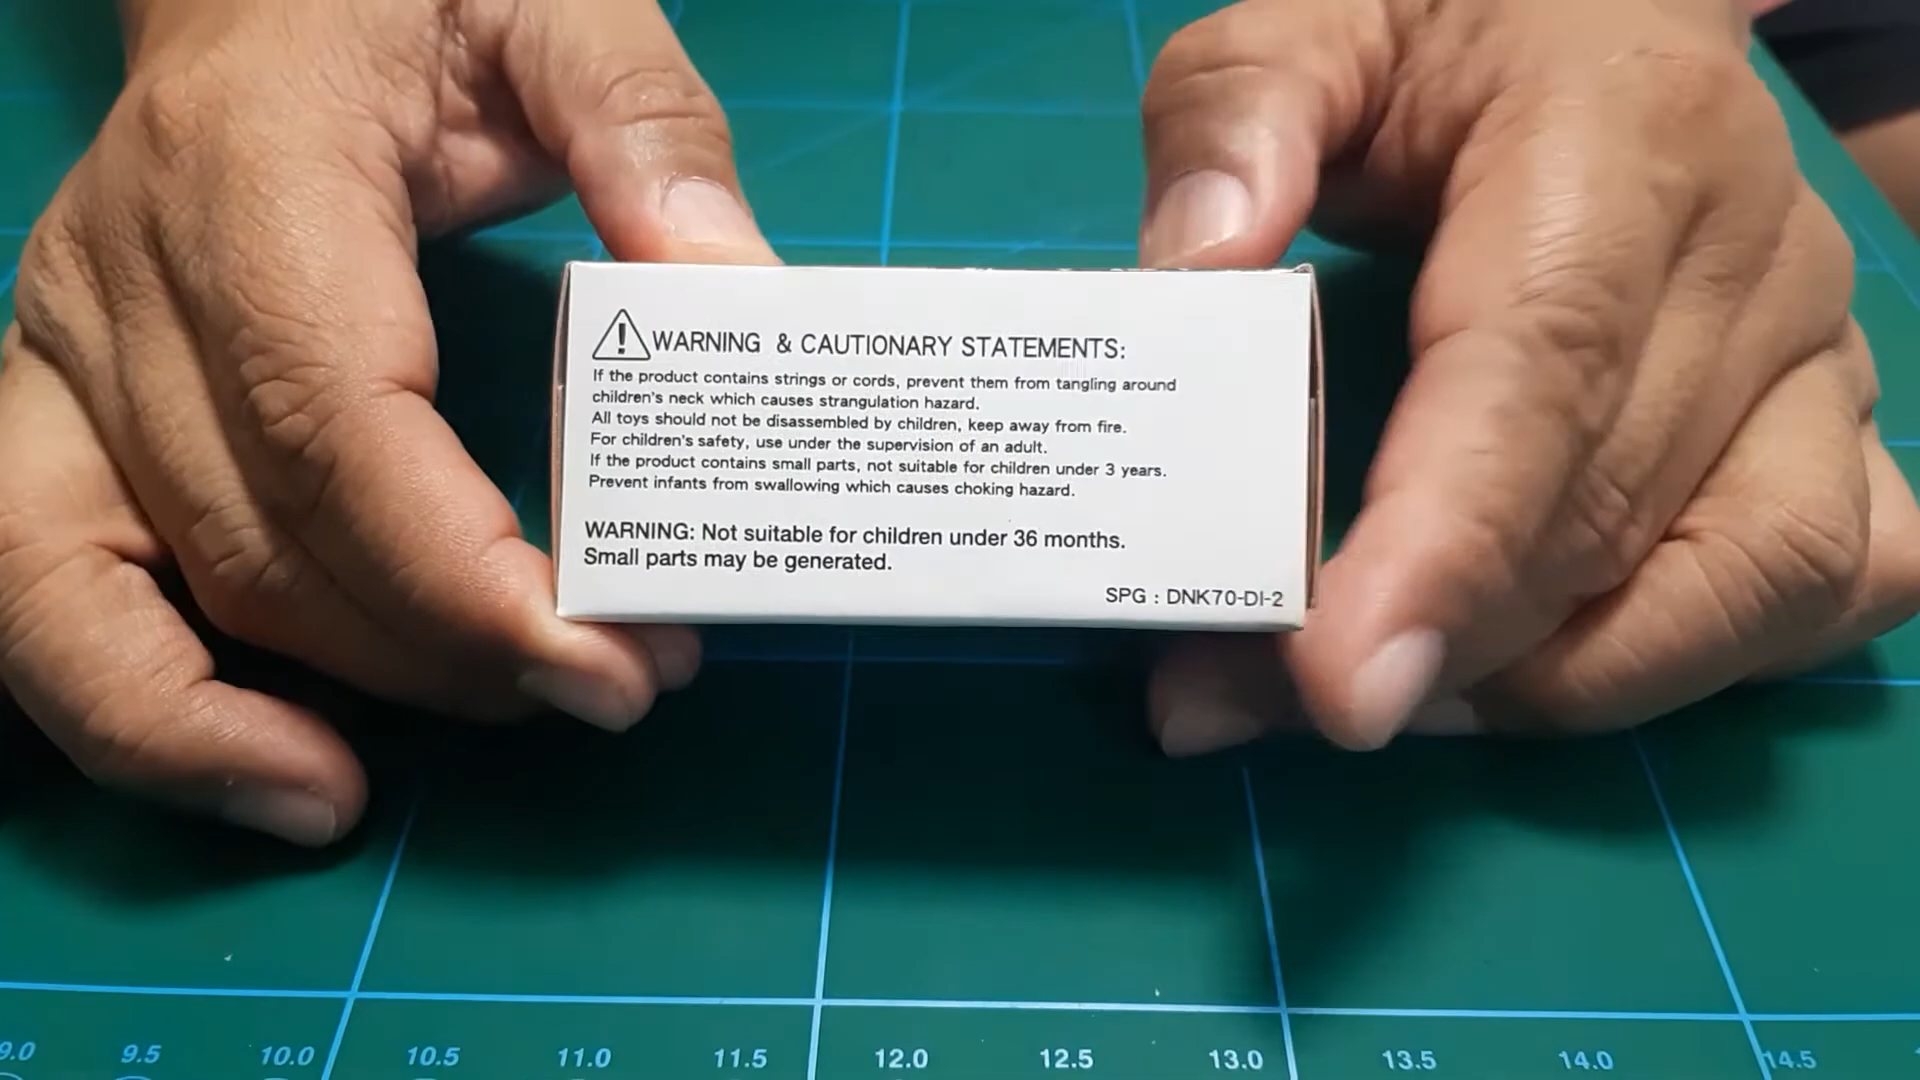 WARNING & CAUTIONARY STATEMENTS:
If the product contains strings or cords, prevent them from tangling around
children's neck which causes strangulation hazard.
All toys should not be disassembled by children, keep away from fire.
For children's safety, use under the supervision of an adult.
If the product contains small parts, not suitable for children under 3 years.
Prevent infants from swallowing which causes choking hazard.
WARNING: Not suitable for children under 36 months.
Small parts may be generated.
SPG : DNK70-DI-2
9.0 9.5 10.0 10.5 11.0 11.5 12.0 12.5 13.0 13.5 14.0 14.5